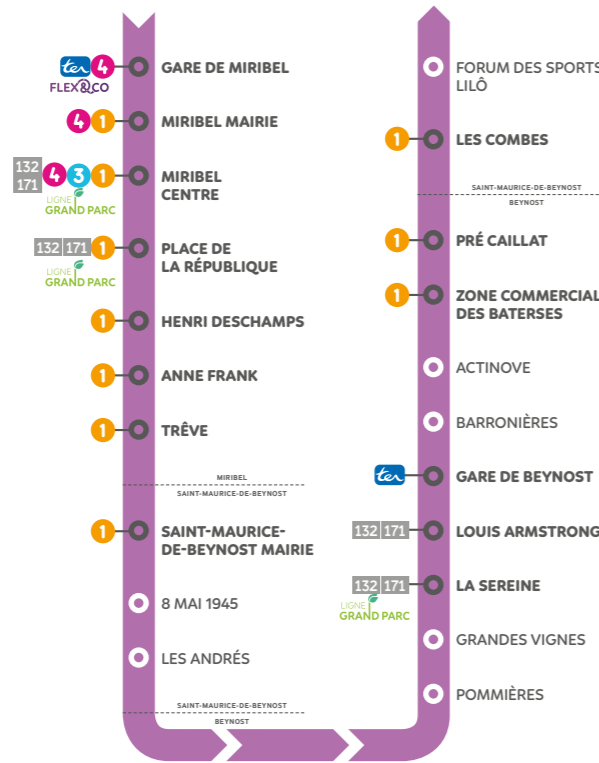 ter 4 GARE DE MIRIBEL
FLEX&CO
4 1 MIRIBEL MAIRIE
132
171
4 3 1 MIRIBEL
CENTRE
LIGNE
GRAND PARC
132 171 1 PLACE DE
LA RÉPUBLIQUE
LIGNE
GRAND PARC
1 HENRI DESCHAMPS
1 ANNE FRANK
1 TRÊVE
MIRIBEL
SAINT-MAURICE-DE-BEYNOST
1 SAINT-MAURICE-
DE-BEYNOST MAIRIE
8 MAI 1945
LES ANDRÉS
SAINT-MAURICE-DE-BEYNOST
BEYNOST
FORUM DES SPORTS
LILÔ
1 LES COMBES
SAINT-MAURICE-DE-BEYNOST
BEYNOST
1 PRÉ CAILLAT
1 ZONE COMMERCIAL
DES BATERSES
ACTINOVE
BARRONIÈRES
ter GARE DE BEYNOST
132 171 LOUIS ARMSTRONG
132 171 LA SEREINE
LIGNE
GRAND PARC
GRANDES VIGNES
POMMIÈRES